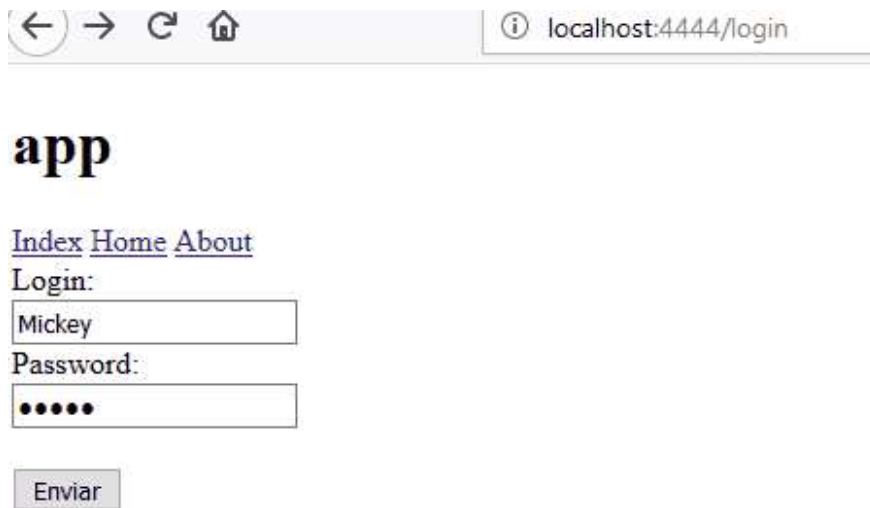 localhost:4444/login
app
Index Home About
Login:
Mickey
Password:
•••••
Enviar